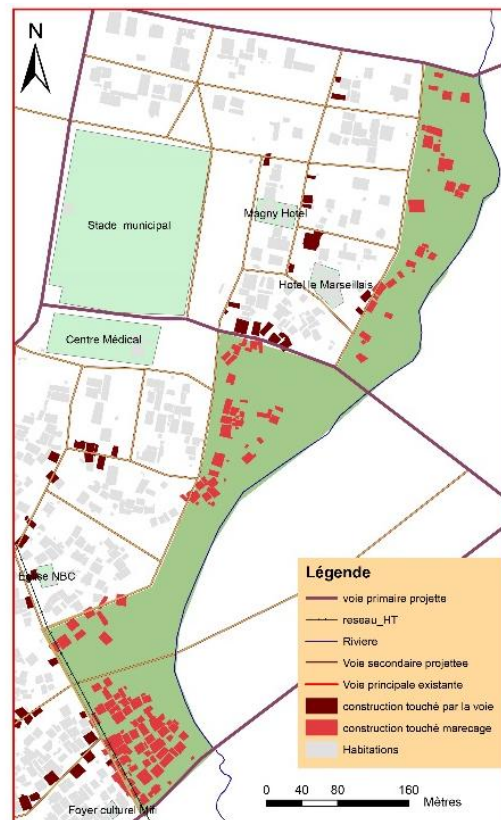 N
Stade municipal
Magny Hotel
Hotel le Marseillais
Centre Médical
Eglise NBC
Foyer culturel Mifi
Légende
voie primaire projette
reseau_HT
Riviere
Voie secondaire projettee
Voie principale existante
construction touché par la voie
construction touché marecage
Habitations
0 40 80 160
Mètres